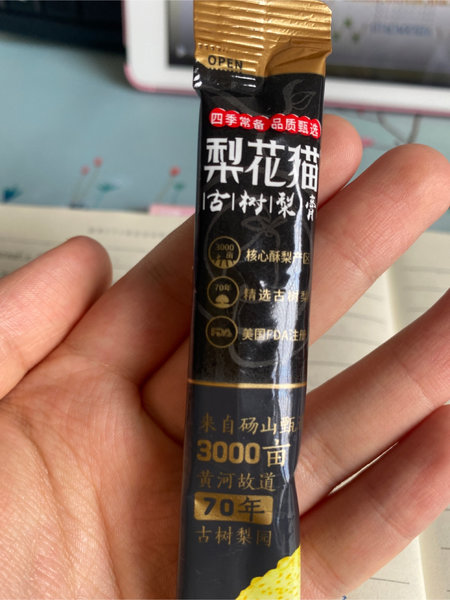 OPEN
四季常备 品质甄选
梨花猫
古树梨膏
3000亩
核心酥梨产区
70年
精选古树梨
FDA
美国FDA注册
来自砀山甄
3000亩
黄河故道
70年
古树梨园